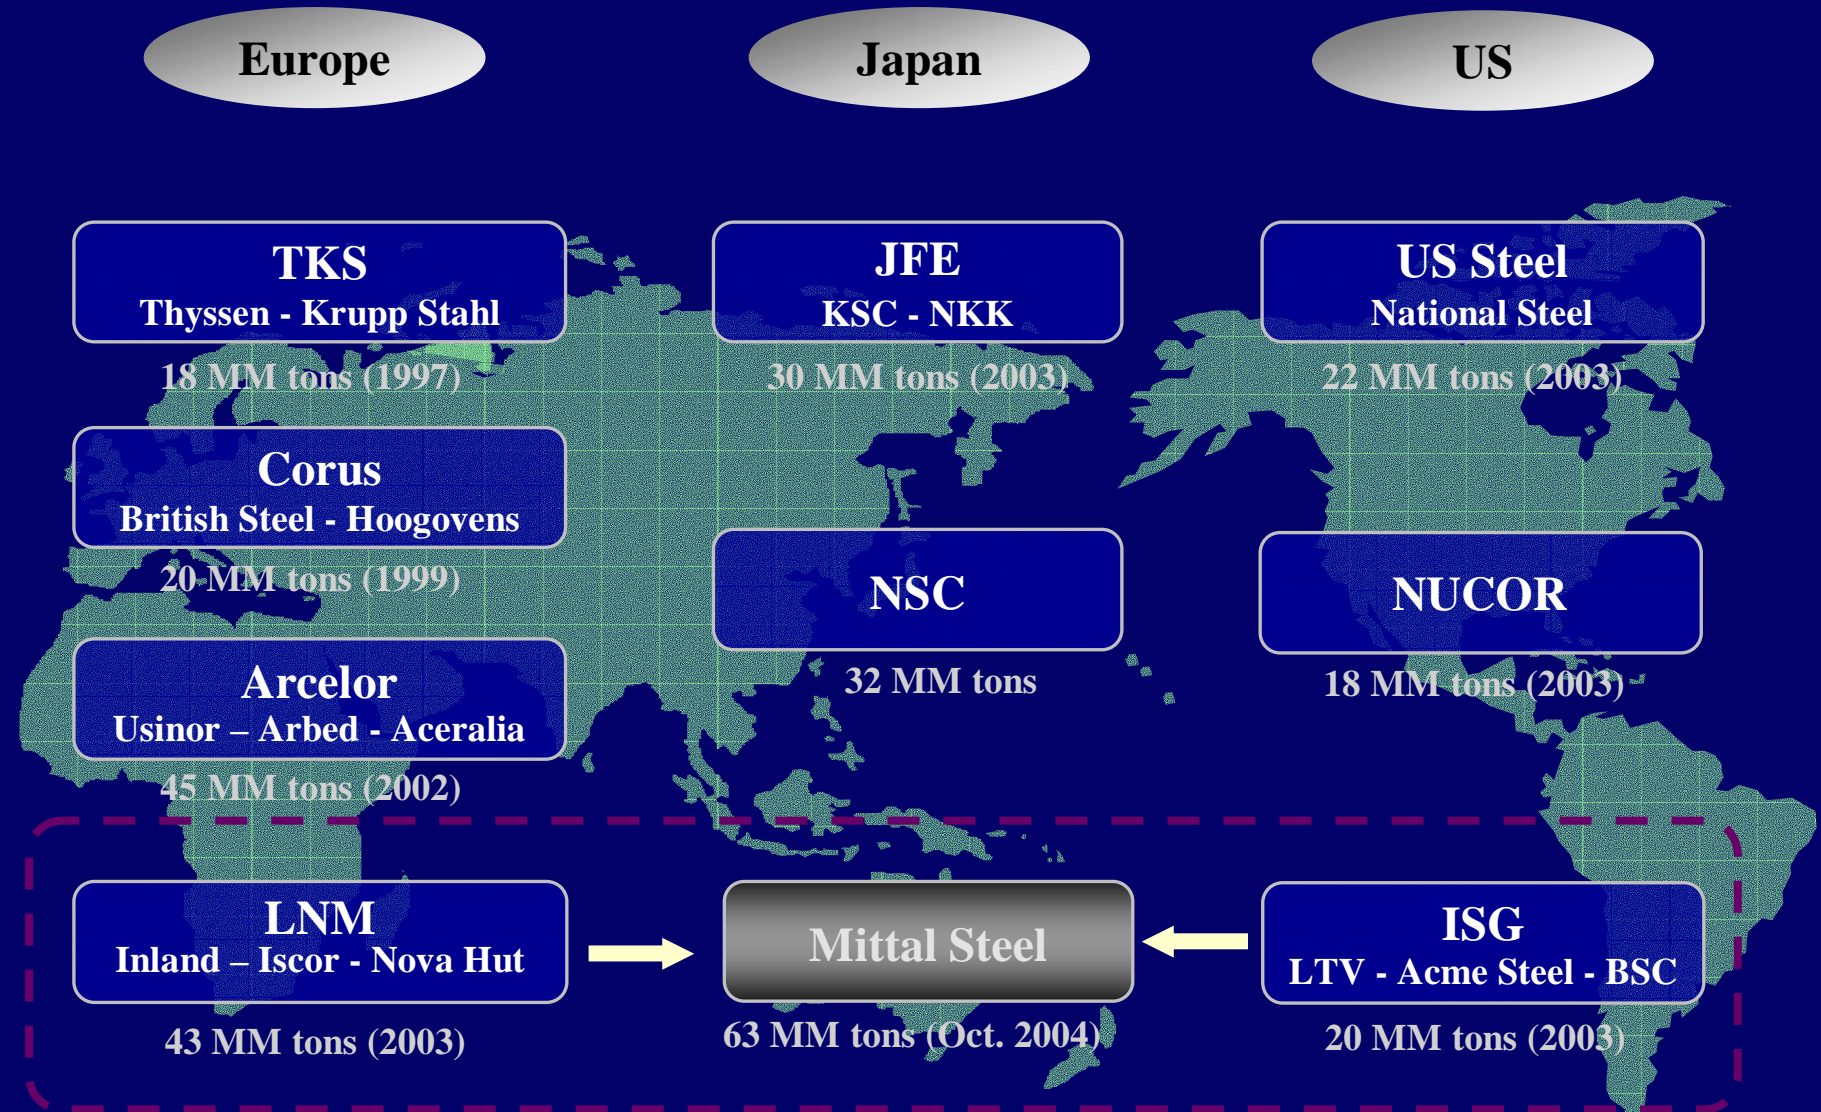 Europe
Japan
US
TKS
Thyssen - Krupp Stahl
18 MM tons (1997)
JFE
KSC - NKK
30 MM tons (2003)
US Steel
National Steel
22 MM tons (2003)
Corus
British Steel - Hoogovens
20 MM tons (1999)
NSC
32 MM tons
NUCOR
18 MM tons (2003)
Arcelor
Usinor – Arbed - Aceralia
45 MM tons (2002)
LNM
Inland – Iscor - Nova Hut
43 MM tons (2003)
Mittal Steel
63 MM tons (Oct. 2004)
ISG
LTV - Acme Steel - BSC
20 MM tons (2003)